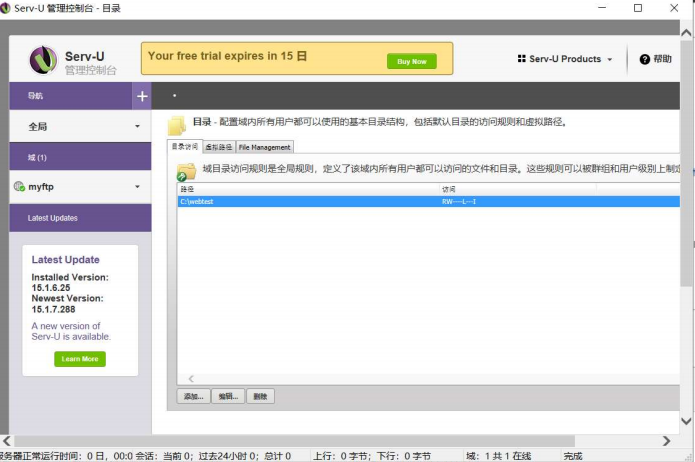 Serv-U 管理控制台 - 目录
Serv-U
管理控制台
Your free trial expires in 15 日
Buy Now
Serv-U Products
帮助
导航
全局
域 (1)
myftp
Latest Updates
Latest Update
Installed Version:
15.1.6.25
Newest Version:
15.1.7.288
A new version of
Serv-U is available.
Learn More
目录 - 配置域内所有用户都可以使用的基本目录结构，包括默认目录的访问规则和虚拟路径。
目录访问 虚拟路径 File Management
域目录访问规则是全局规则，定义了该域内所有用户都可以访问的文件和目录。这些规则可以被群组和用户级别上制定
路径 访问
C:\webtest RW----L---I
添加... 编辑... 删除
服务器正常运行时间：0 日，00:0 会话：当前 0；过去24小时 0；总计 0 上行：0 字节；下行：0 字节 域：1 共 1 在线 完成